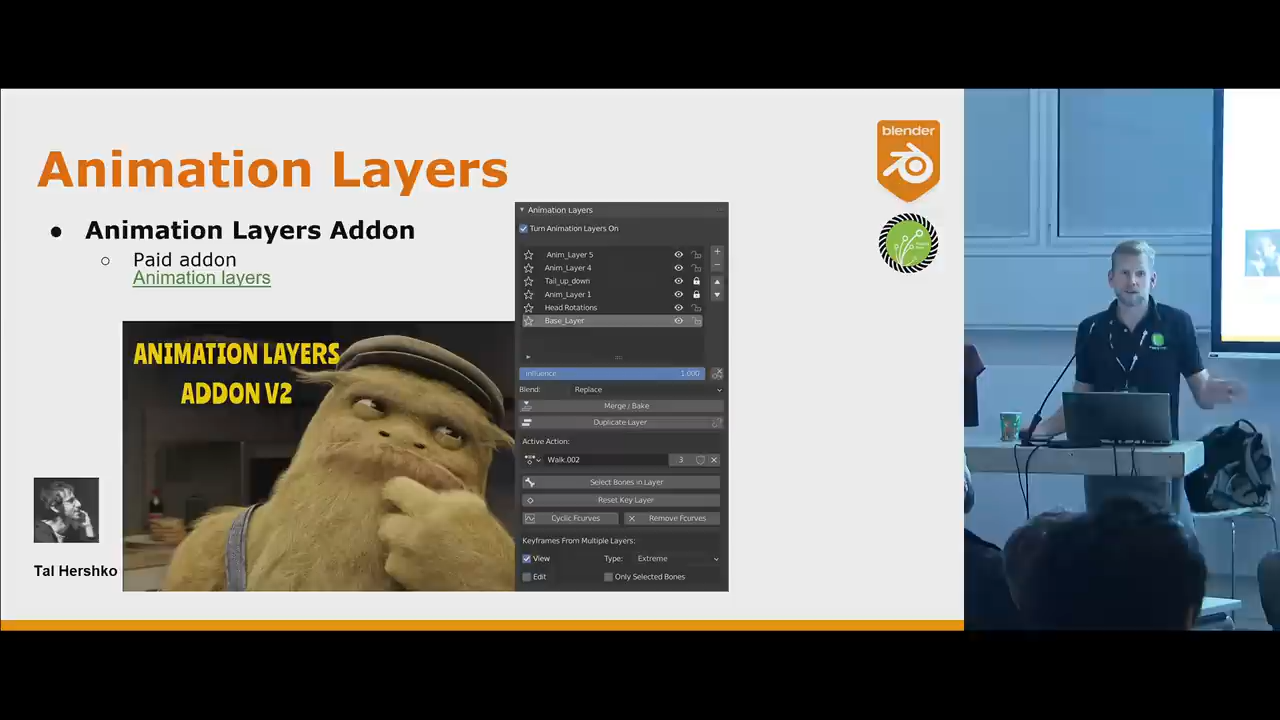 Animation Layers
blender
● Animation Layers Addon
○ Paid addon
Animation layers
ANIMATION LAYERS
ADDON V2
Tal Hershko
Animation Layers
Turn Animation Layers On
Anim_Layer 5
Anim_Layer 4
Tail_up_down
Anim_Layer 1
Head Rotations
Base_Layer
Influence 1.000
Blend: Replace
Merge / Bake
Duplicate Layer
Active Action:
Walk.002 3
Select Bones in Layer
Reset Key Layer
Cyclic Fcurves Remove Fcurves
Keyframes From Multiple Layers:
View Type: Extreme
Edit Only Selected Bones